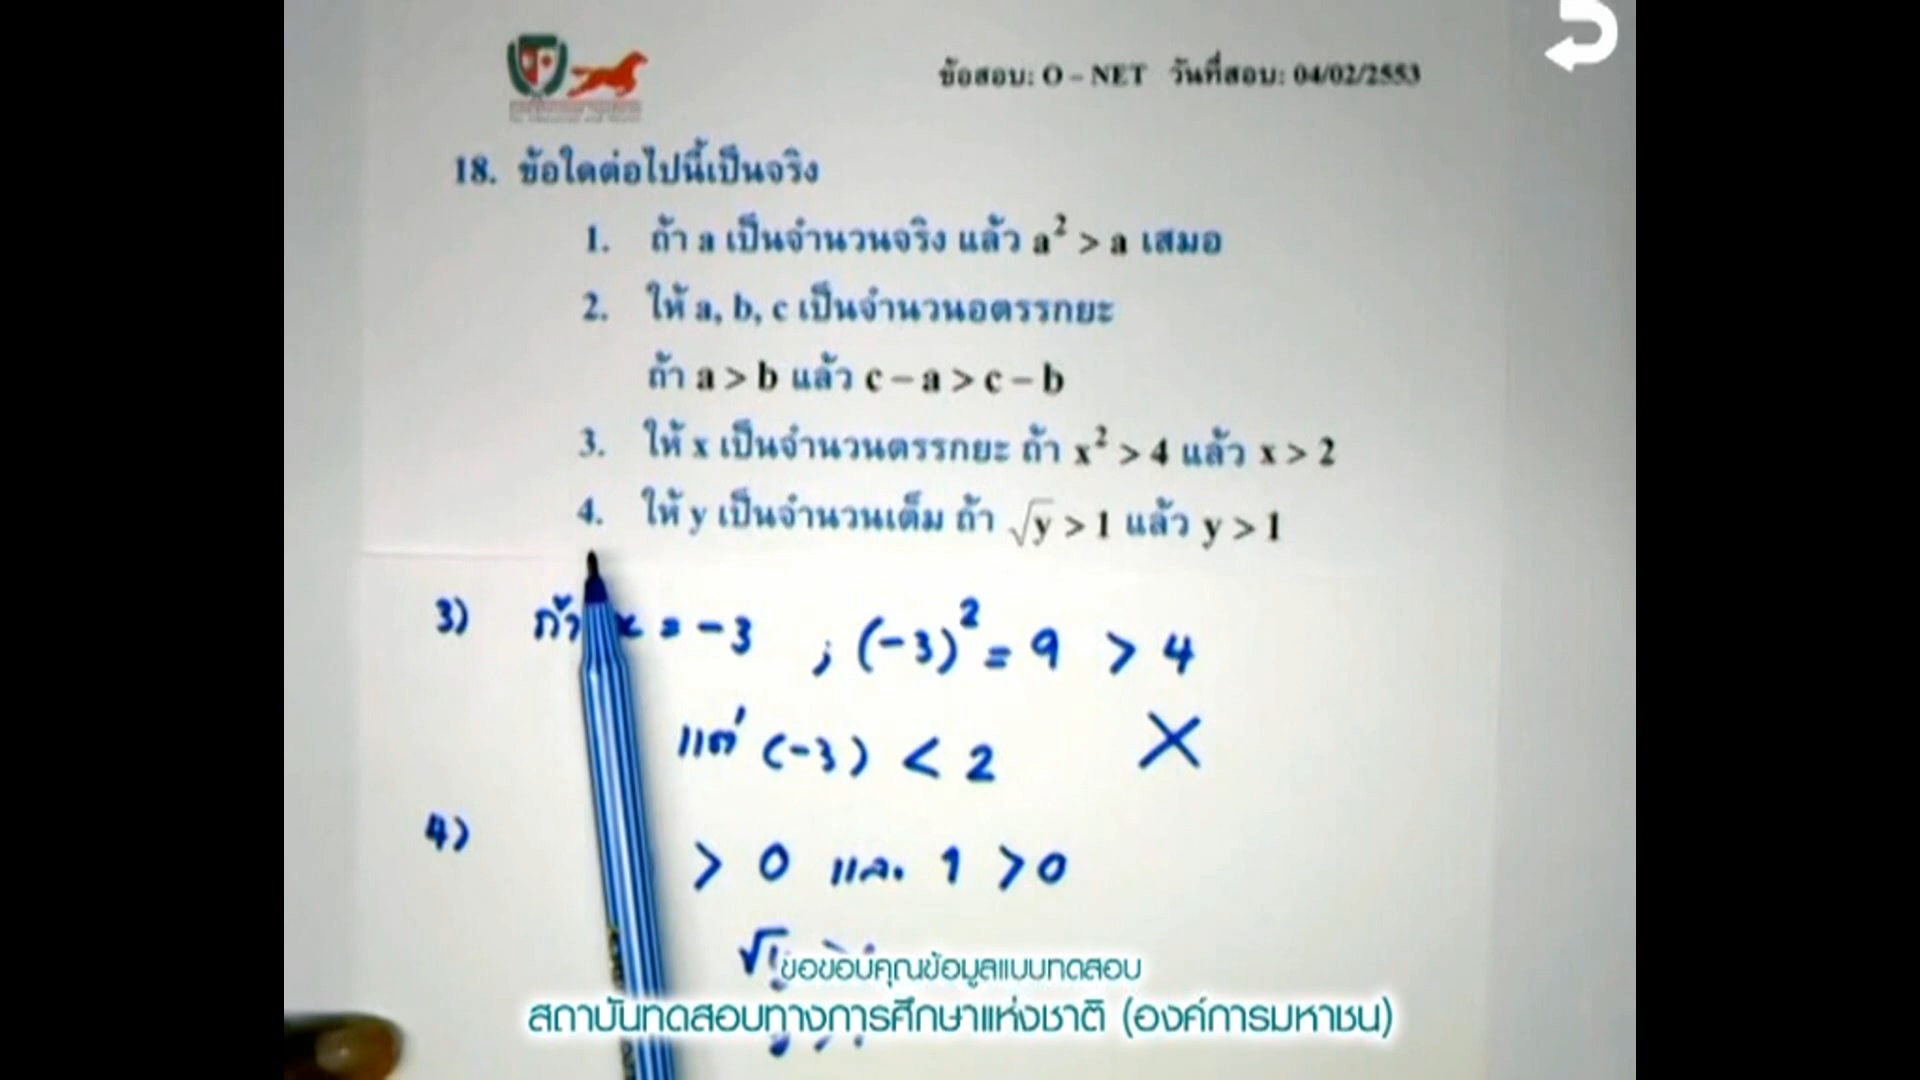 ข้อสอบ: O – NET วันที่สอบ: 04/02/2553
18. ข้อใดต่อไปนี้เป็นจริง
1. ถ้า a เป็นจำนวนจริง แล้ว a² > a เสมอ
2. ให้ a, b, c เป็นจำนวนอตรรกยะ
ถ้า a > b แล้ว c – a > c – b
3. ให้ x เป็นจำนวนตรรกยะ ถ้า x² > 4 แล้ว x > 2
4. ให้ y เป็นจำนวนเต็ม ถ้า √y > 1 แล้ว y > 1
3) ถ้า x = -3 ; (-3)² = 9 > 4
แต่ (-3) < 2 X
4) > 0 และ 1 > 0
ขอขอบคุณข้อมูลแบบทดสอบ
สถาบันทดสอบทางการศึกษาแห่งชาติ (องค์การมหาชน)